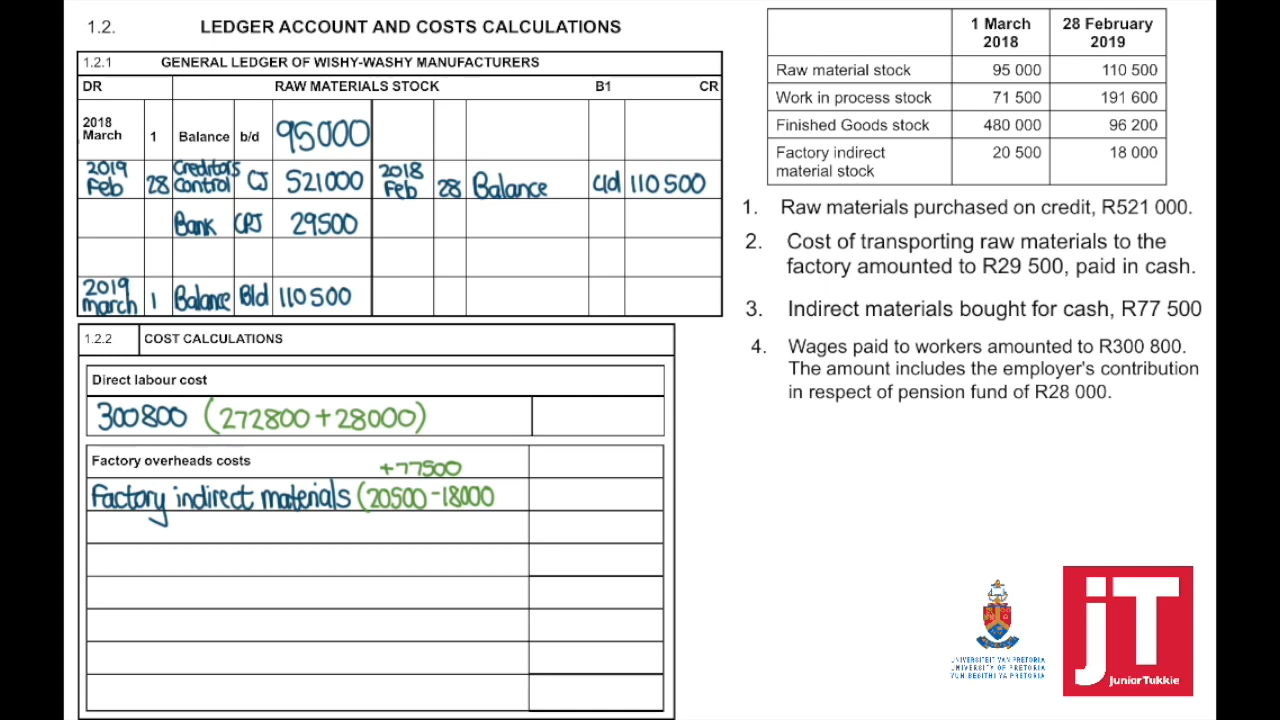 1.2. LEDGER ACCOUNT AND COSTS CALCULATIONS
1.2.1 GENERAL LEDGER OF WISHY-WASHY MANUFACTURERS
DR RAW MATERIALS STOCK B1 CR
2018 March 1 Balance b/d 95000
2019 Feb 28 Creditors Control CJ 521000 2018 Feb 28 Balance c/d 110500
Bank CPJ 29500
2019 march 1 Balance B/d 110500
1.2.2 COST CALCULATIONS
Direct labour cost
300800 (272800 + 28000)
Factory overheads costs
+77500
Factory indirect materials (20500 -18000
1 March 2018 28 February 2019
Raw material stock 95 000 110 500
Work in process stock 71 500 191 600
Finished Goods stock 480 000 96 200
Factory indirect material stock 20 500 18 000
1. Raw materials purchased on credit, R521 000.
2. Cost of transporting raw materials to the
factory amounted to R29 500, paid in cash.
3. Indirect materials bought for cash, R77 500
4. Wages paid to workers amounted to R300 800.
The amount includes the employer's contribution
in respect of pension fund of R28 000.
UNIVERSITEIT VAN PRETORIA
UNIVERSITY OF PRETORIA
YUNIBESITHI YA PRETORIA
jT
JuniorTukkie